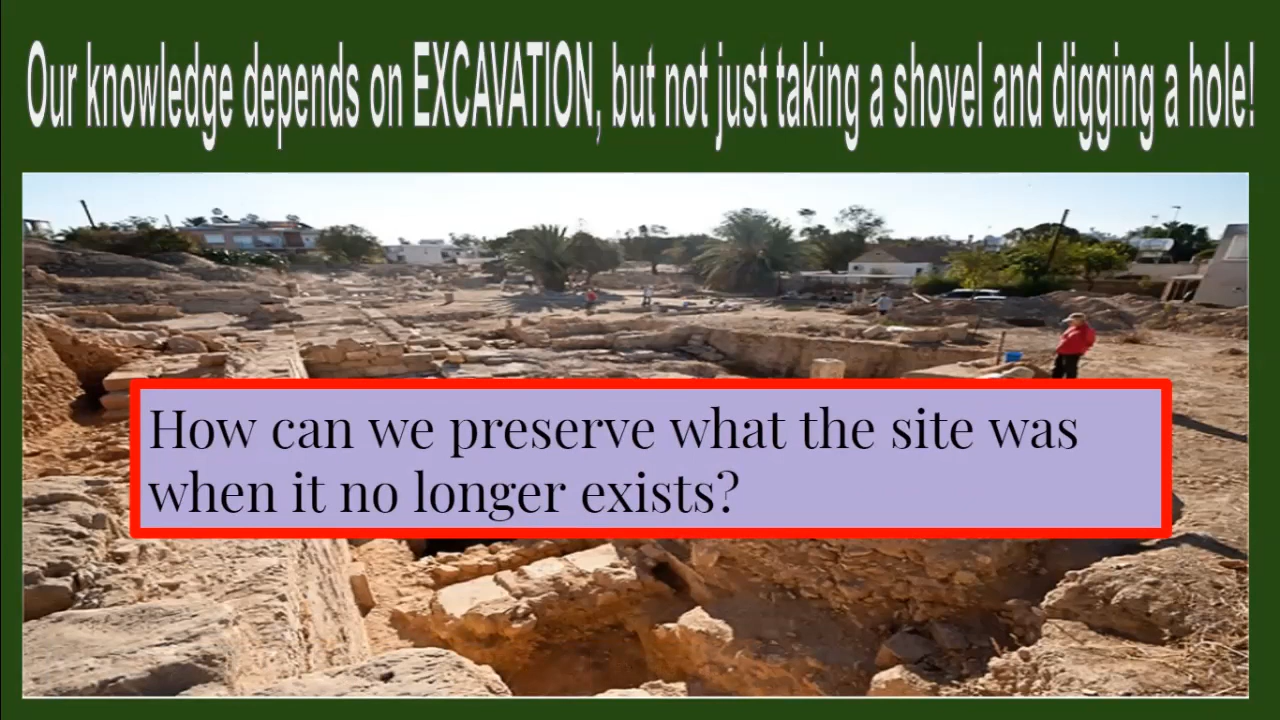 Our knowledge depends on EXCAVATION, but not just taking a shovel and digging a hole!
How can we preserve what the site was
when it no longer exists?